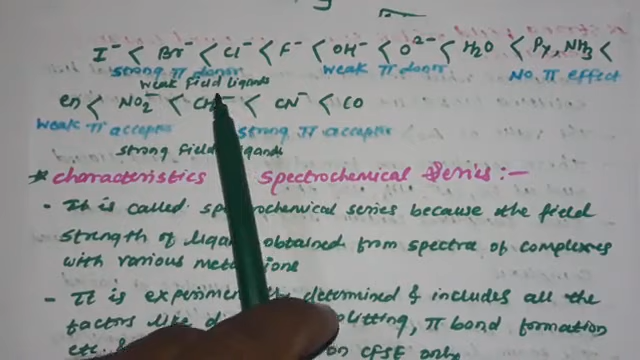 I⁻ < Br⁻ < Cl⁻ < F⁻ < OH⁻ < O²⁻ < H₂O < Py, NH₃ <
strong π donor weak π donor No π effect
weak field ligands
en < NO₂⁻ < CH < CN⁻ < CO
weak π acceptor strong π acceptor
strong field ligands
* characteristics spectrochemical series:-
• It is called spectrochemical series because the field
strength of ligand obtained from spectra of complexes
with various metal ions
- It is experimentally determined & includes all the
factors like splitting, π bond formation
etc. on CFSE only